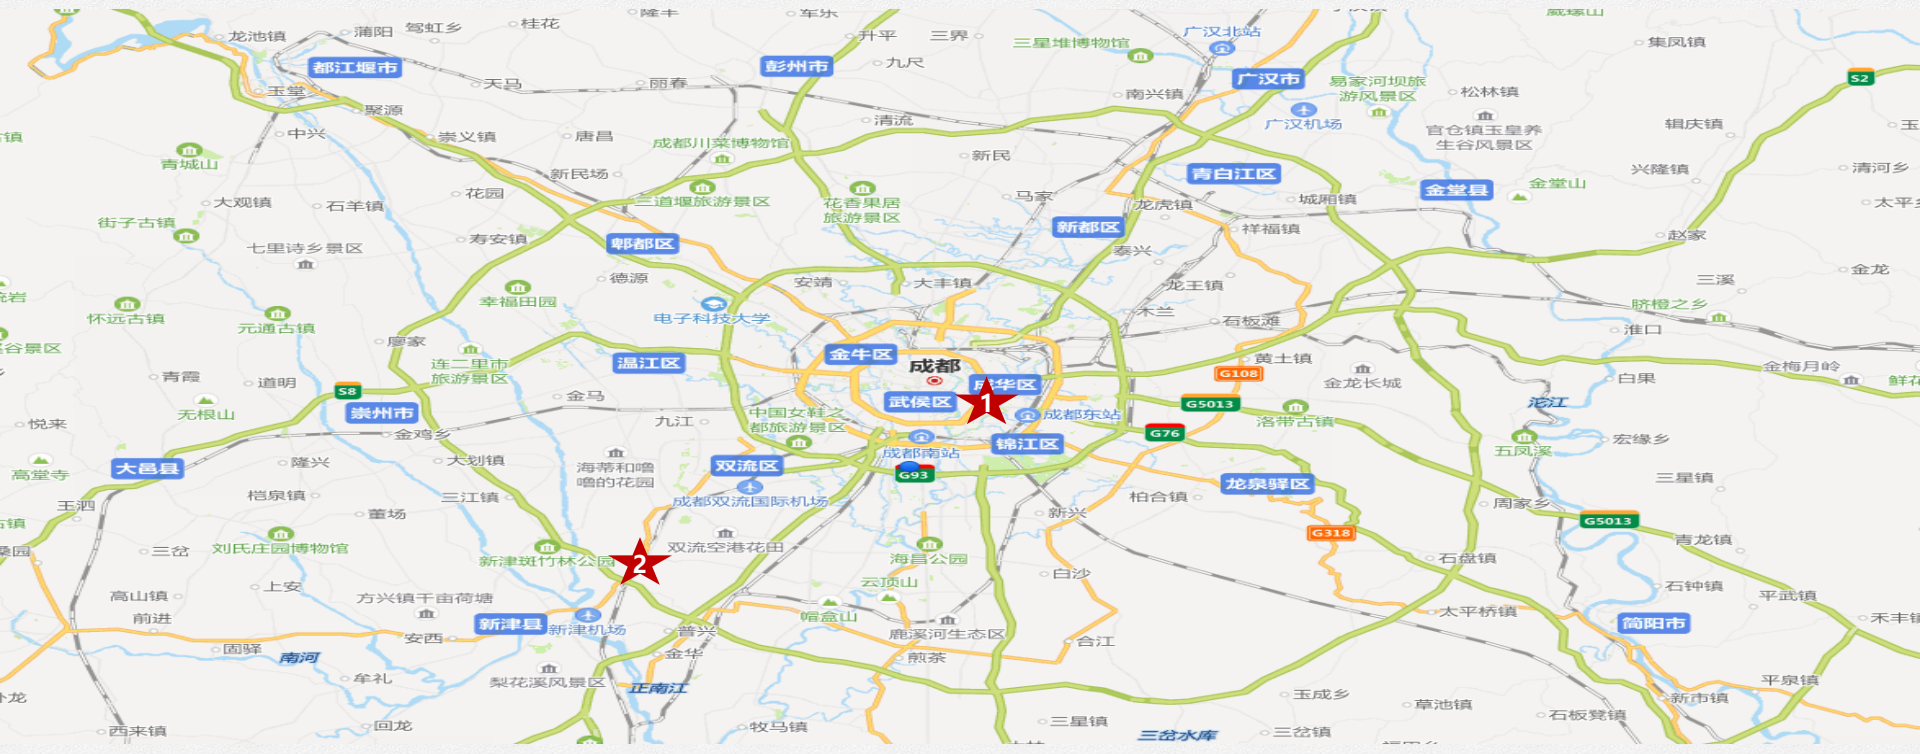 隆丰
军乐
威螺山
龙池镇
蒲阳
驾虹乡
桂花
升平
三界
三星堆博物馆
广汉北站
集凤镇
都江堰市
彭州市
九尺
广汉市
易家河坝旅
游风景区
S2
玉堂
天马
丽春
南兴镇
松林镇
聚源
清流
广汉机场
官仓镇玉皇养
生谷风景区
辑庆镇
中兴
崇义镇
唐昌
成都川菜博物馆
新民
青城山
新民场
青白江区
金堂县
金堂山
兴隆镇
清河乡
大观镇
石羊镇
花园
三道堰旅游景区
花香果居
旅游景区
马家
龙虎镇
城厢镇
太平乡
街子古镇
七里诗乡景区
寿安镇
郫都区
新都区
泰兴
祥福镇
赵家
德源
安靖
大丰镇
龙王镇
三溪
金龙
怀远古镇
元通古镇
幸福田园
电子科技大学
木兰
石板滩
脐橙之乡
淮口
廖家
连二里市
旅游景区
温江区
金牛区
成都
黄土镇
金梅月岭
青霞
道明
S8
金马
成华区
G108
金龙长城
白果
无根山
崇州市
武侯区
1
G5013
沱江
悦来
金鸡乡
九江
中国女鞋之
都旅游景区
成都东站
洛带古镇
G76
宏缘乡
大邑县
隆兴
大划镇
海蒂和噜
噜的花园
双流区
成都南站
锦江区
五凤溪
高堂寺
G93
龙泉驿区
三星镇
王泗
桤泉镇
三江镇
成都双流国际机场
柏合镇
周家乡
董场
新兴
G318
G5013
三岔
刘氏庄园博物馆
新津斑竹林公园
2
双流空港花田
海昌公园
石盘镇
青龙镇
上安
云顶山
白沙
石钟镇
高山镇
方兴镇千亩荷塘
平武镇
前进
新津县
新津机场
帽盒山
太平桥镇
简阳市
安西
普兴
鹿溪河生态区
合江
固驿
南河
金华
煎茶
牟礼
梨花溪风景区
正南江
玉成乡
平泉镇
新市镇
草池镇
西来镇
回龙
牧马镇
三星镇
三岔水库
三岔镇
石板凳镇